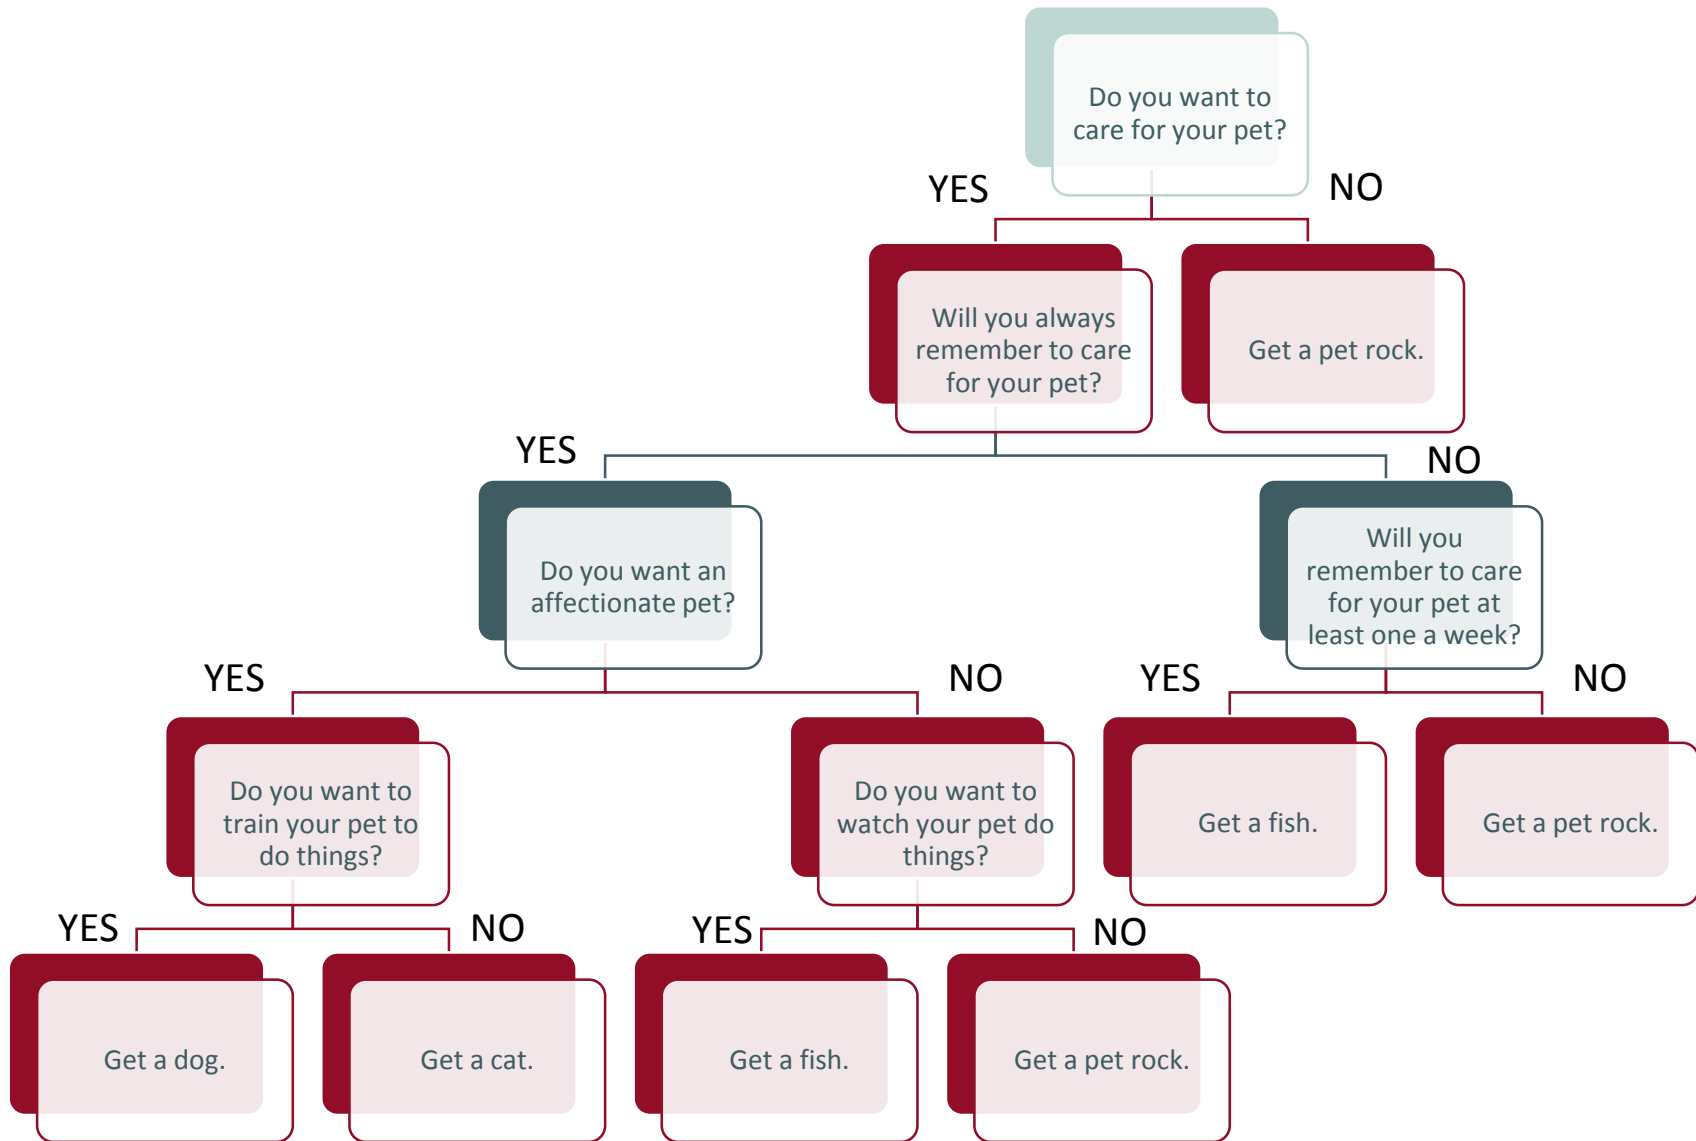 Do you want to
care for your pet?
YES
NO
Will you always
remember to care
for your pet?
Get a pet rock.
YES
NO
Do you want an
affectionate pet?
Will you
remember to care
for your pet at
least one a week?
YES
NO
YES
NO
Do you want to
train your pet to
do things?
Do you want to
watch your pet do
things?
Get a fish.
Get a pet rock.
YES
NO
YES
NO
Get a dog.
Get a cat.
Get a fish.
Get a pet rock.